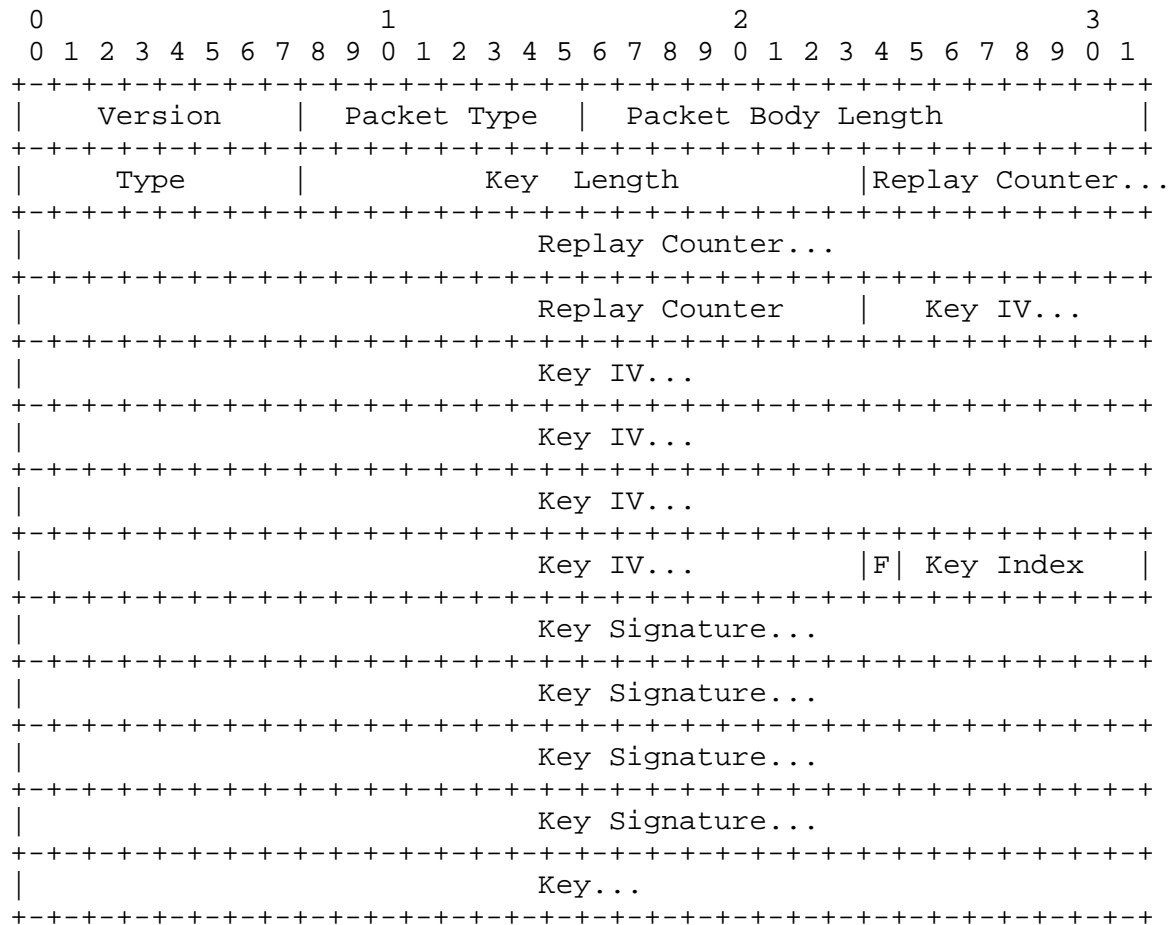 0                   1                   2                   3
 0 1 2 3 4 5 6 7 8 9 0 1 2 3 4 5 6 7 8 9 0 1 2 3 4 5 6 7 8 9 0 1
+-+-+-+-+-+-+-+-+-+-+-+-+-+-+-+-+-+-+-+-+-+-+-+-+-+-+-+-+-+-+-+-+
|    Version    |  Packet Type  |  Packet Body Length           |
+-+-+-+-+-+-+-+-+-+-+-+-+-+-+-+-+-+-+-+-+-+-+-+-+-+-+-+-+-+-+-+-+
|     Type      |          Key  Length          |Replay Counter...
+-+-+-+-+-+-+-+-+-+-+-+-+-+-+-+-+-+-+-+-+-+-+-+-+-+-+-+-+-+-+-+-+
|                             Replay Counter...
+-+-+-+-+-+-+-+-+-+-+-+-+-+-+-+-+-+-+-+-+-+-+-+-+-+-+-+-+-+-+-+-+
|                             Replay Counter    |   Key IV...
+-+-+-+-+-+-+-+-+-+-+-+-+-+-+-+-+-+-+-+-+-+-+-+-+-+-+-+-+-+-+-+-+
|                             Key IV...
+-+-+-+-+-+-+-+-+-+-+-+-+-+-+-+-+-+-+-+-+-+-+-+-+-+-+-+-+-+-+-+-+
|                             Key IV...
+-+-+-+-+-+-+-+-+-+-+-+-+-+-+-+-+-+-+-+-+-+-+-+-+-+-+-+-+-+-+-+-+
|                             Key IV...
+-+-+-+-+-+-+-+-+-+-+-+-+-+-+-+-+-+-+-+-+-+-+-+-+-+-+-+-+-+-+-+-+
|                             Key IV...         |F| Key Index   |
+-+-+-+-+-+-+-+-+-+-+-+-+-+-+-+-+-+-+-+-+-+-+-+-+-+-+-+-+-+-+-+-+
|                             Key Signature...
+-+-+-+-+-+-+-+-+-+-+-+-+-+-+-+-+-+-+-+-+-+-+-+-+-+-+-+-+-+-+-+-+
|                             Key Signature...
+-+-+-+-+-+-+-+-+-+-+-+-+-+-+-+-+-+-+-+-+-+-+-+-+-+-+-+-+-+-+-+-+
|                             Key Signature...
+-+-+-+-+-+-+-+-+-+-+-+-+-+-+-+-+-+-+-+-+-+-+-+-+-+-+-+-+-+-+-+-+
|                             Key Signature...
+-+-+-+-+-+-+-+-+-+-+-+-+-+-+-+-+-+-+-+-+-+-+-+-+-+-+-+-+-+-+-+-+
|                             Key...
+-+-+-+-+-+-+-+-+-+-+-+-+-+-+-+-+-+-+-+-+-+-+-+-+-+-+-+-+-+-+-+-+